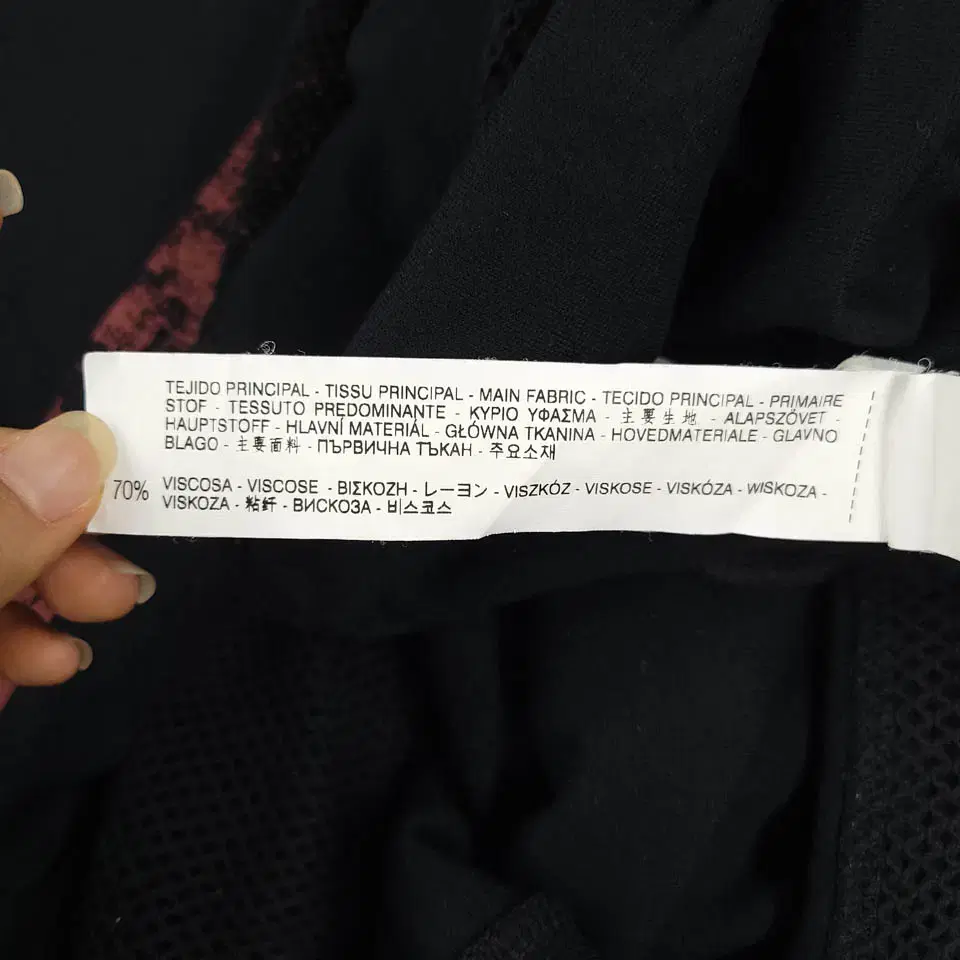 TEJIDO PRINCIPAL - TISSU PRINCIPAL - MAIN FABRIC - TECIDO PRINCIPAL - PRIMAIRE
STOF - TESSUTO PREDOMINANTE - ΚΥΡΙΟ ΥΦΑΣΜΑ - 主要生地 - ALAPSZÖVET -
HAUPTSTOFF - HLAVNÍ MATERIÁL - GŁÓWNA TKANINA - HOVEDMATERIALE - GLAVNO
BLAGO - 主要面料 - ПЪРВИЧНА ТЪКАН - 주요소재
70% VISCOSA - VISCOSE - ΒΙΣΚΟΖΗ - レーヨン - VISZKÓZ - VISKOSE - VISKÓZA - WISKOZA -
VISKOZA - 粘纤 - ВИСКОЗА - 비스코스